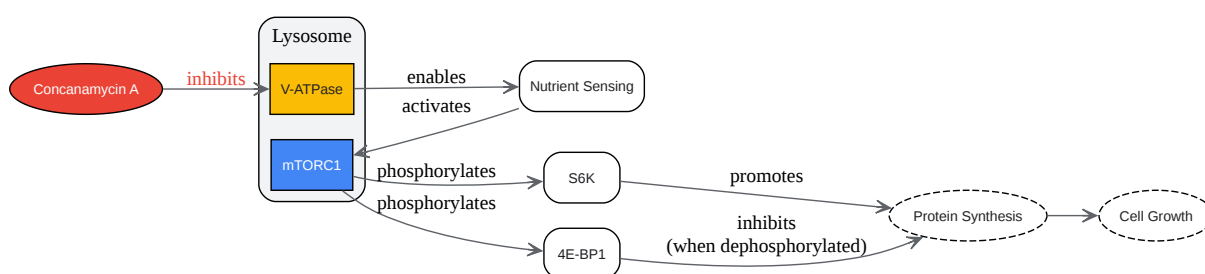 Lysosome
Concanamycin A
inhibits
V-ATPase
enables
Nutrient Sensing
activates
mTORC1
phosphorylates
S6K
promotes
phosphorylates
4E-BP1
inhibits
(when dephosphorylated)
Protein Synthesis
Cell Growth